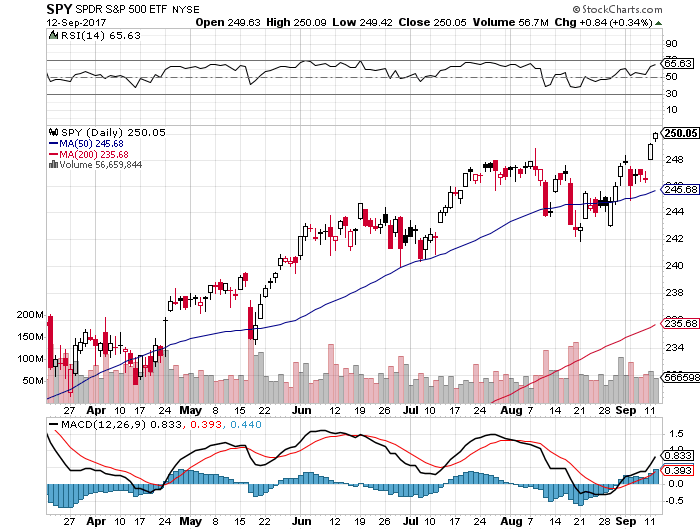 SPY SPDR S&P 500 ETF NYSE © StockCharts.com
12-Sep-2017 Open 249.63 High 250.09 Low 249.42 Close 250.05 Volume 56.7M Chg +0.84 (+0.34%)
RSI(14) 65.63
90
70
65.63
50
30
10
SPY (Daily) 250.05
MA(50) 245.68
MA(200) 235.68
Volume 56,659,844
250.05
248
245.68
244
242
240
238
235.68
234
200M
150M
100M
50M
566598
27 Apr 10 17 24 May 8 15 22 Jun 12 19 26 Jul 10 17 24 Aug 7 14 21 28 Sep 11
MACD(12,26,9) 0.833, 0.393, 0.440
1.5
1.0
0.833
0.393
0.0
-0.5
27 Apr 10 17 24 May 8 15 22 Jun 12 19 26 Jul 10 17 24 Aug 7 14 21 28 Sep 11